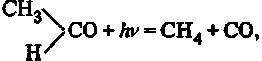 CH₃
CO + hν = CH₄ + CO,
H